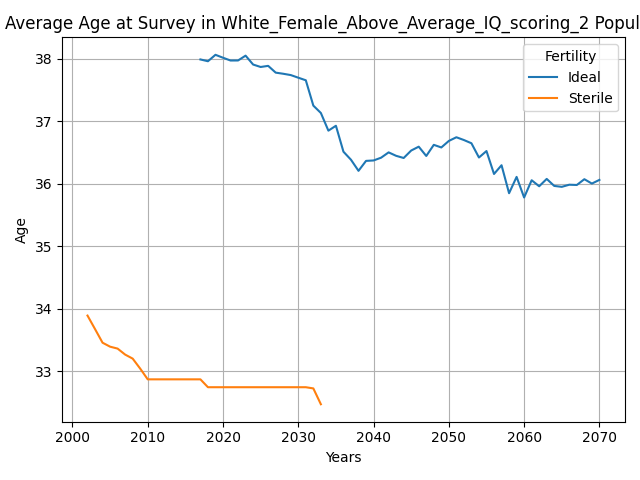 Average Age at Survey in White_Female_Above_Average_IQ_scoring_2 Popul
Fertility
Ideal
Sterile
Age
38
37
36
35
34
33
2000 2010 2020 2030 2040 2050 2060 2070
Years